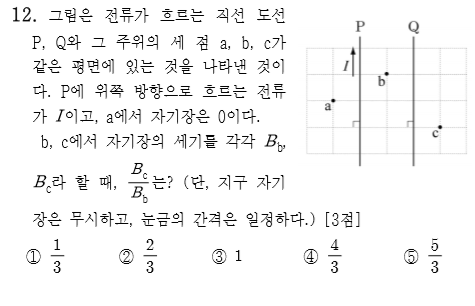 12. 그림은 전류가 흐르는 직선 도선
P, Q와 그 주위의 세 점 a, b, c가
같은 평면에 있는 것을 나타낸 것이
다. P에 위쪽 방향으로 흐르는 전류
가 I이고, a에서 자기장은 0이다.
b, c에서 자기장의 세기를 각각 B_b,
B_c라 할 때, B_c/B_b는? (단, 지구 자기
장은 무시하고, 눈금의 간격은 일정하다.) [3점]
P Q
I
b
a
c
① 1/3 ② 2/3 ③ 1 ④ 4/3 ⑤ 5/3